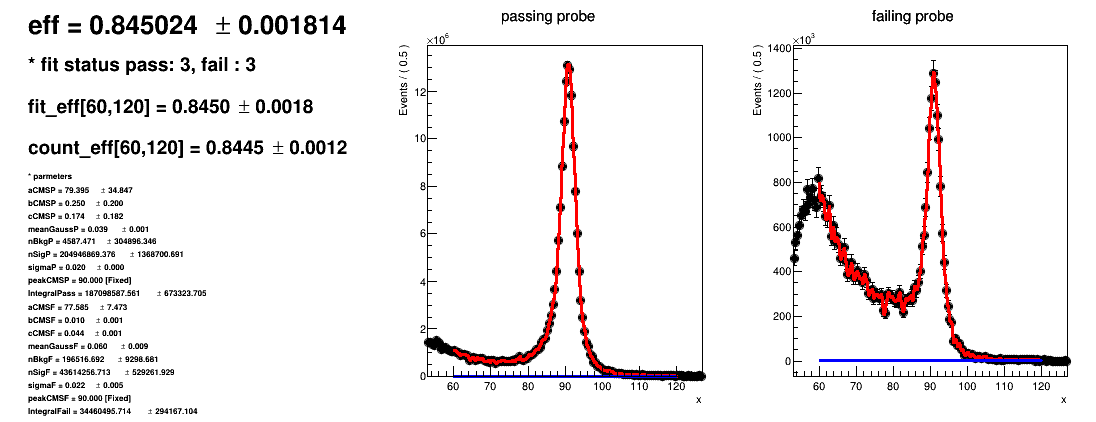 eff = 0.845024 ± 0.001814
* fit status pass: 3, fail : 3
fit_eff[60,120] = 0.8450 ± 0.0018
count_eff[60,120] = 0.8445 ± 0.0012
* parmeters
aCMSP = 79.395 ± 34.847
bCMSP = 0.250 ± 0.200
cCMSP = 0.174 ± 0.182
meanGaussP = 0.039 ± 0.001
nBkgP = 4587.471 ± 304896.346
nSigP = 204946869.376 ± 1368700.691
sigmaP = 0.020 ± 0.000
peakCMSP = 90.000 [Fixed]
IntegralPass = 187098587.561 ± 673323.705
aCMSF = 77.585 ± 7.473
bCMSF = 0.010 ± 0.001
cCMSF = 0.044 ± 0.001
meanGaussF = 0.060 ± 0.009
nBkgF = 196516.692 ± 9298.681
nSigF = 43614256.713 ± 529261.929
sigmaF = 0.022 ± 0.005
peakCMSF = 90.000 [Fixed]
IntegralFail = 34460495.714 ± 294167.104
passing probe
×10⁶
Events / ( 0.5 )
12
10
8
6
4
2
0
60 70 80 90 100 110 120
x
failing probe
×10³
Events / ( 0.5 )
1400
1200
1000
800
600
400
200
0
60 70 80 90 100 110 120
x